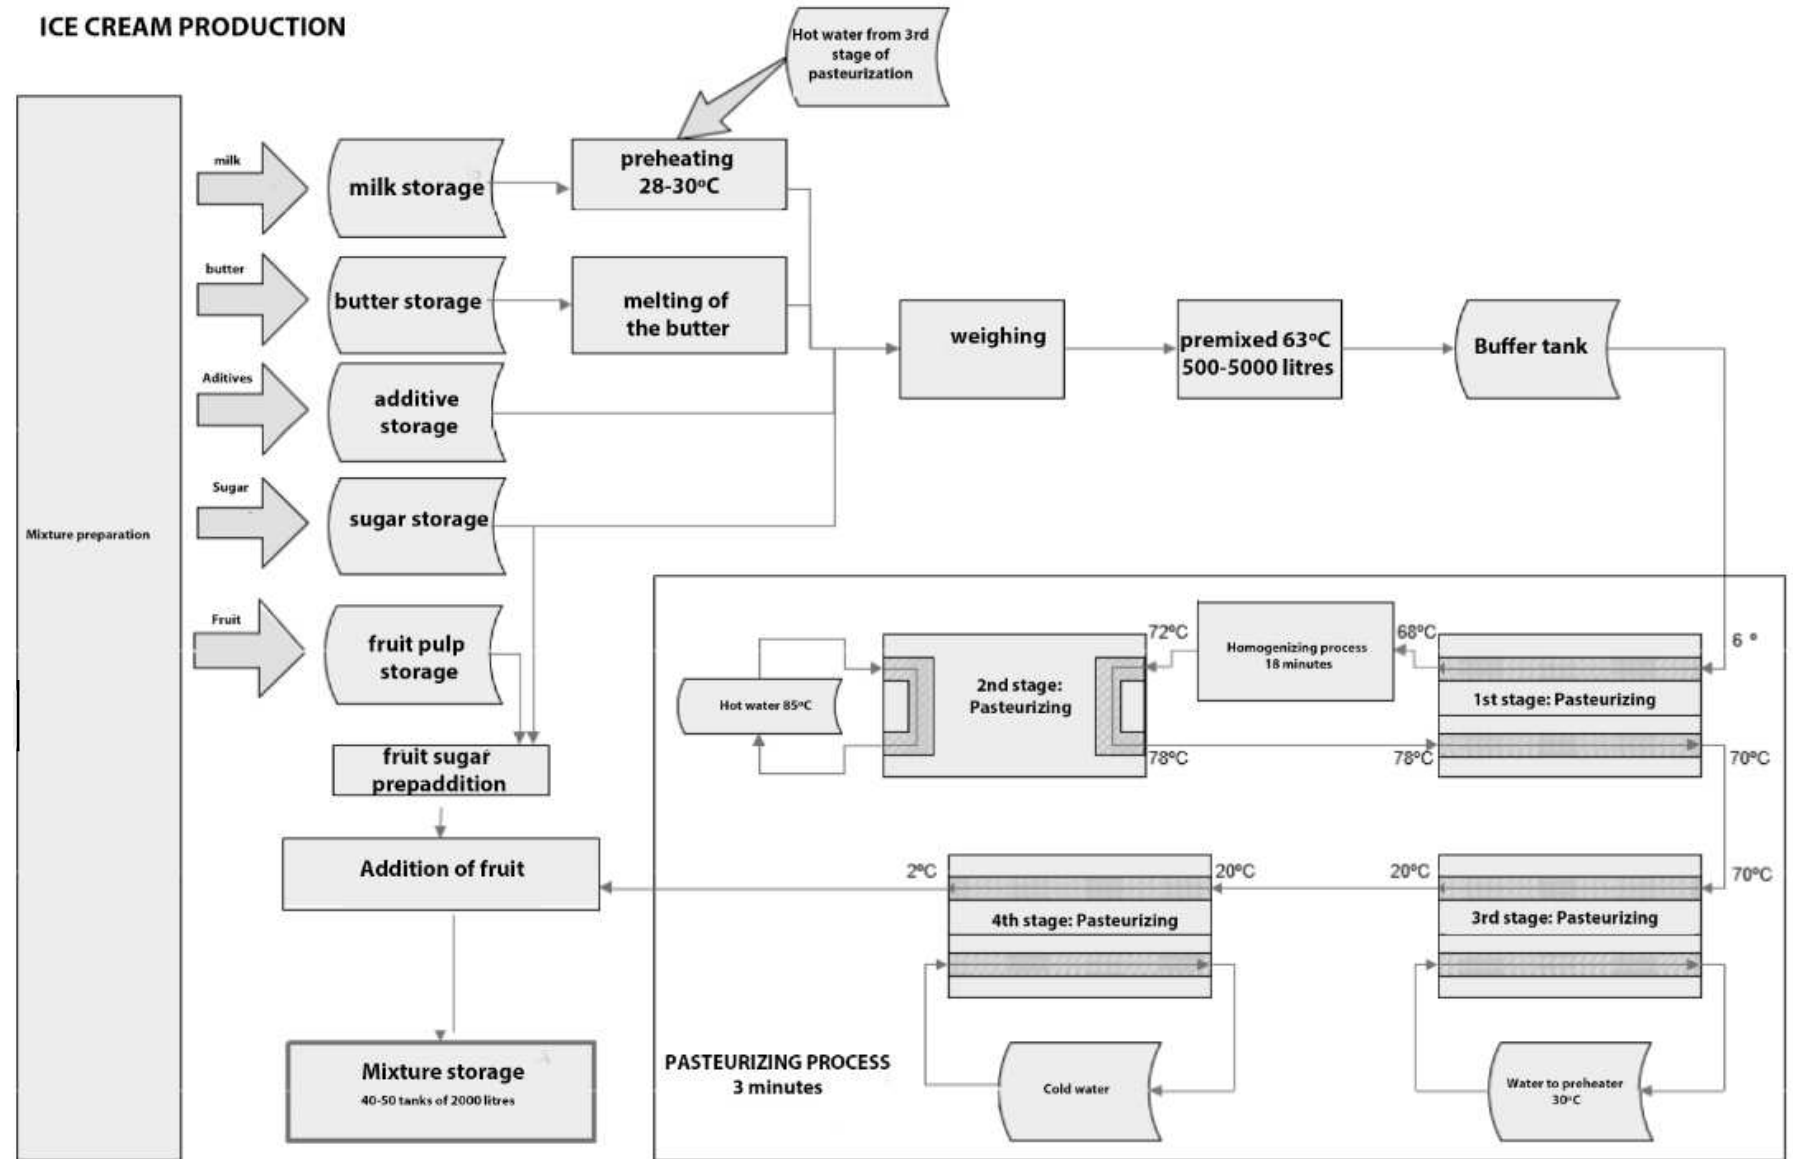 ICE CREAM PRODUCTION
Hot water from 3rd
stage of
pasteurization
Mixture preparation
milk
milk storage
preheating
28-30ºC
butter
butter storage
melting of
the butter
weighing
premixed 63ºC
500-5000 litres
Buffer tank
Aditives
additive
storage
Sugar
sugar storage
Fruit
fruit pulp
storage
fruit sugar
prepaddition
Addition of fruit
Mixture storage
40-50 tanks of 2000 litres
Hot water 85ºC
2nd stage:
Pasteurizing
72ºC
78ºC
Homogenizing process
18 minutes
68ºC
6 º
1st stage: Pasteurizing
78ºC
70ºC
2ºC
20ºC
4th stage: Pasteurizing
20ºC
70ºC
3rd stage: Pasteurizing
PASTEURIZING PROCESS
3 minutes
Cold water
Water to preheater
30ºC